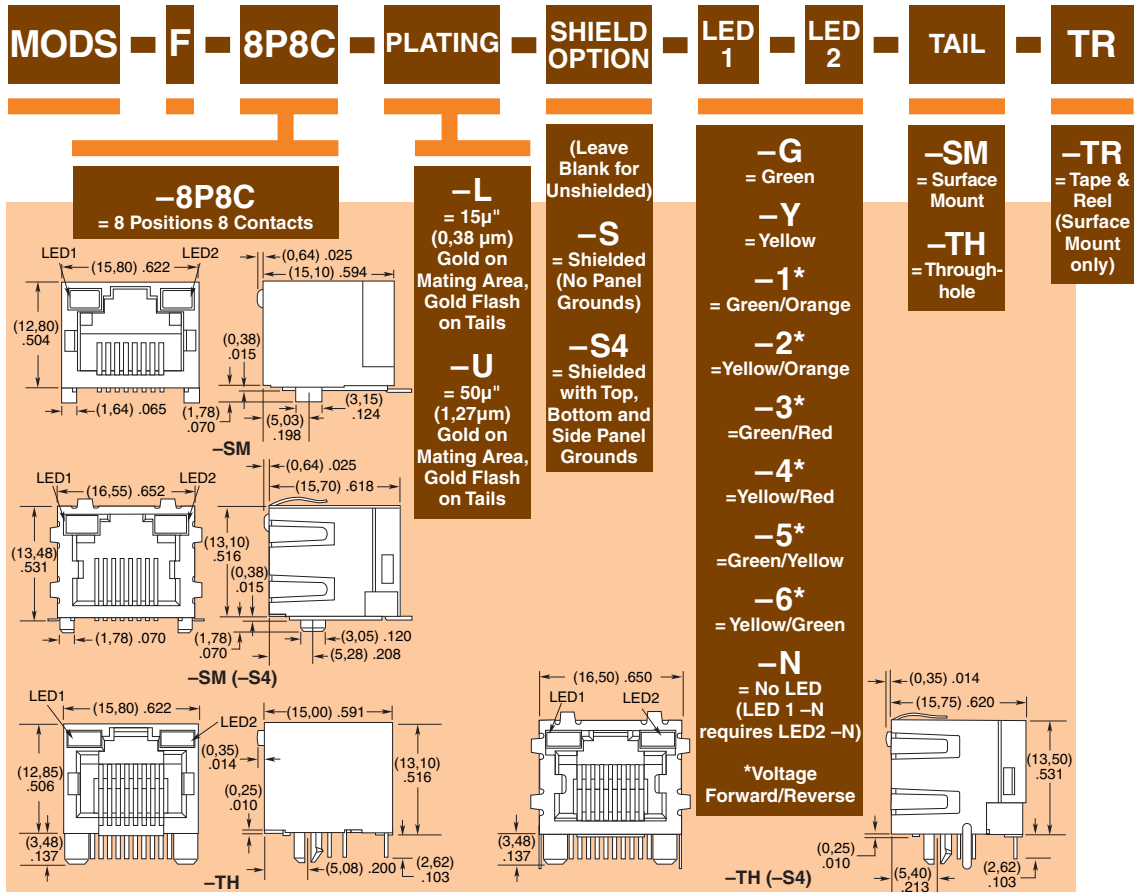 MODS - F - 8P8C - PLATING - SHIELD OPTION - LED 1 - LED 2 - TAIL - TR
–8P8C
= 8 Positions 8 Contacts
–L
= 15µ"
(0,38 µm)
Gold on
Mating Area,
Gold Flash
on Tails
–U
= 50µ"
(1,27µm)
Gold on
Mating Area,
Gold Flash
on Tails
(Leave
Blank for
Unshielded)
–S
= Shielded
(No Panel
Grounds)
–S4
= Shielded
with Top,
Bottom and
Side Panel
Grounds
–G
= Green
–Y
= Yellow
–1*
= Green/Orange
–2*
=Yellow/Orange
–3*
=Green/Red
–4*
=Yellow/Red
–5*
=Green/Yellow
–6*
= Yellow/Green
–N
= No LED
(LED 1 –N
requires LED2 –N)
*Voltage
Forward/Reverse
–SM
= Surface
Mount
–TH
= Through-
hole
–TR
= Tape &
Reel
(Surface
Mount
only)
LED1
LED2
(15,80) .622
(12,80)
.504
(1,64) .065
(1,78)
.070
(0,64) .025
(15,10) .594
(0,38)
.015
(3,15)
.124
(5,03)
.198
–SM
LED1
LED2
(16,55) .652
(13,48)
.531
(1,78) .070
(1,78)
.070
(0,64) .025
(15,70) .618
(13,10)
.516
(0,38)
.015
(3,05) .120
(5,28) .208
–SM (–S4)
LED1
(15,80) .622
LED2
(12,85)
.506
(3,48)
.137
(15,00) .591
(0,35)
.014
(13,10)
.516
(0,25)
.010
(5,08) .200
(2,62)
.103
–TH
(16,50) .650
LED1
LED2
(3,48)
.137
(0,35) .014
(15,75) .620
(13,50)
.531
(0,25)
.010
(5,40)
.213
(2,62)
.103
–TH (–S4)